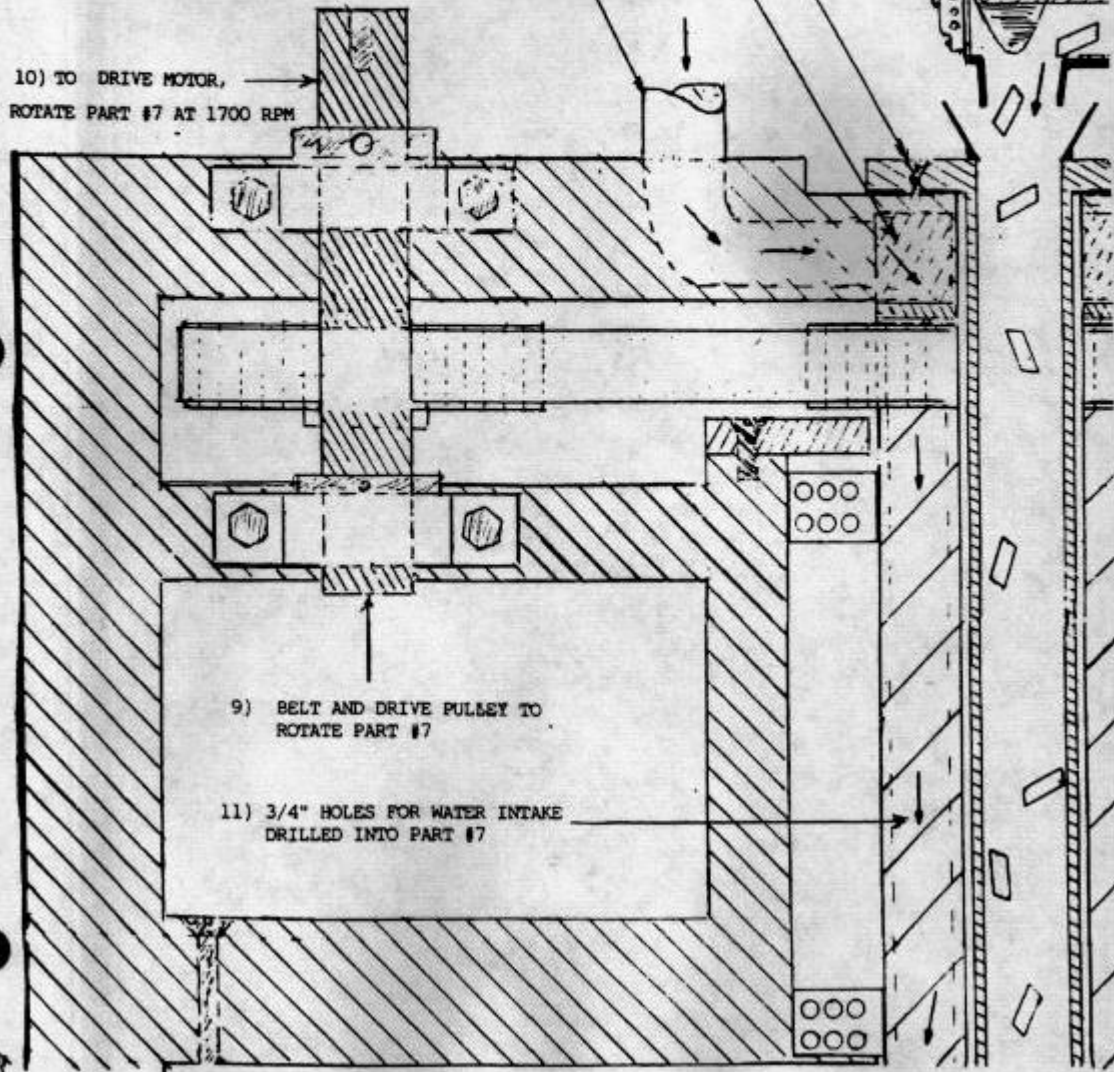 10) TO DRIVE MOTOR,
ROTATE PART #7 AT 1700 RPM
9) BELT AND DRIVE PULLEY TO
ROTATE PART #7
11) 3/4" HOLES FOR WATER INTAKE
DRILLED INTO PART #7